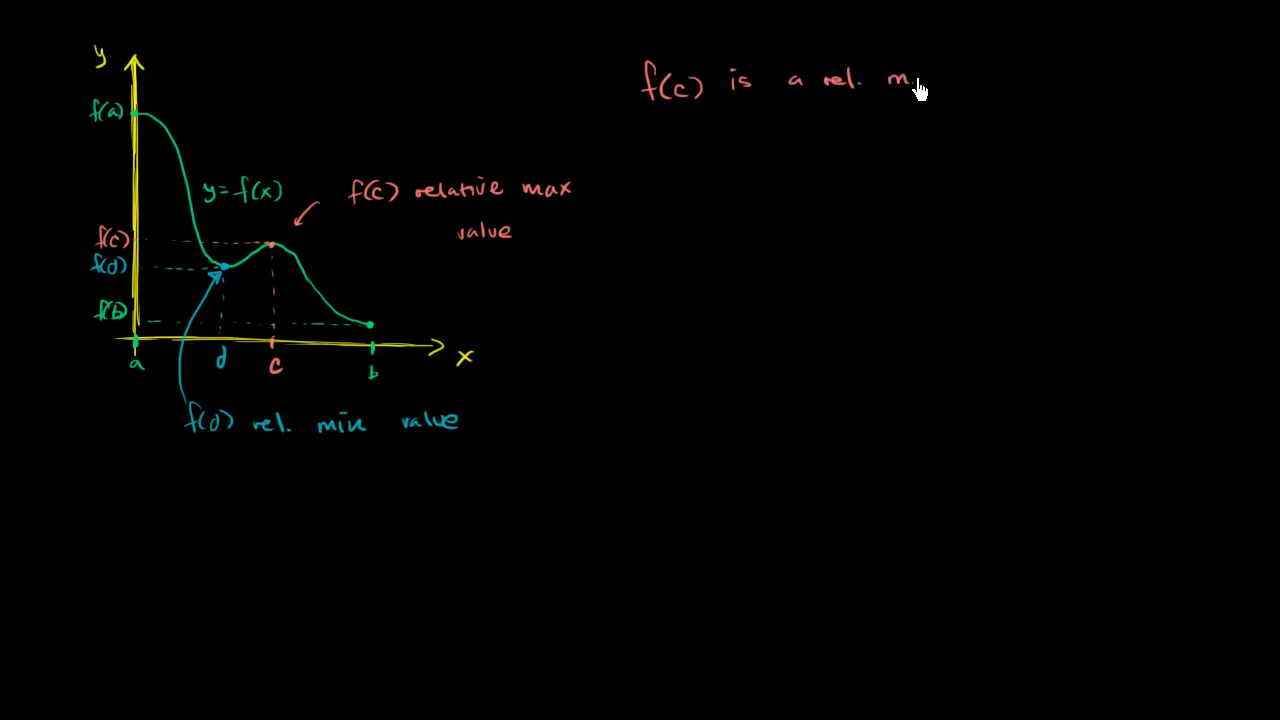 y
f(c) is a rel. m
f(a)
y=f(x)
f(c) relative max
value
f(c)
f(d)
f(b)
a
d
c
b
x
f(d) rel. min value